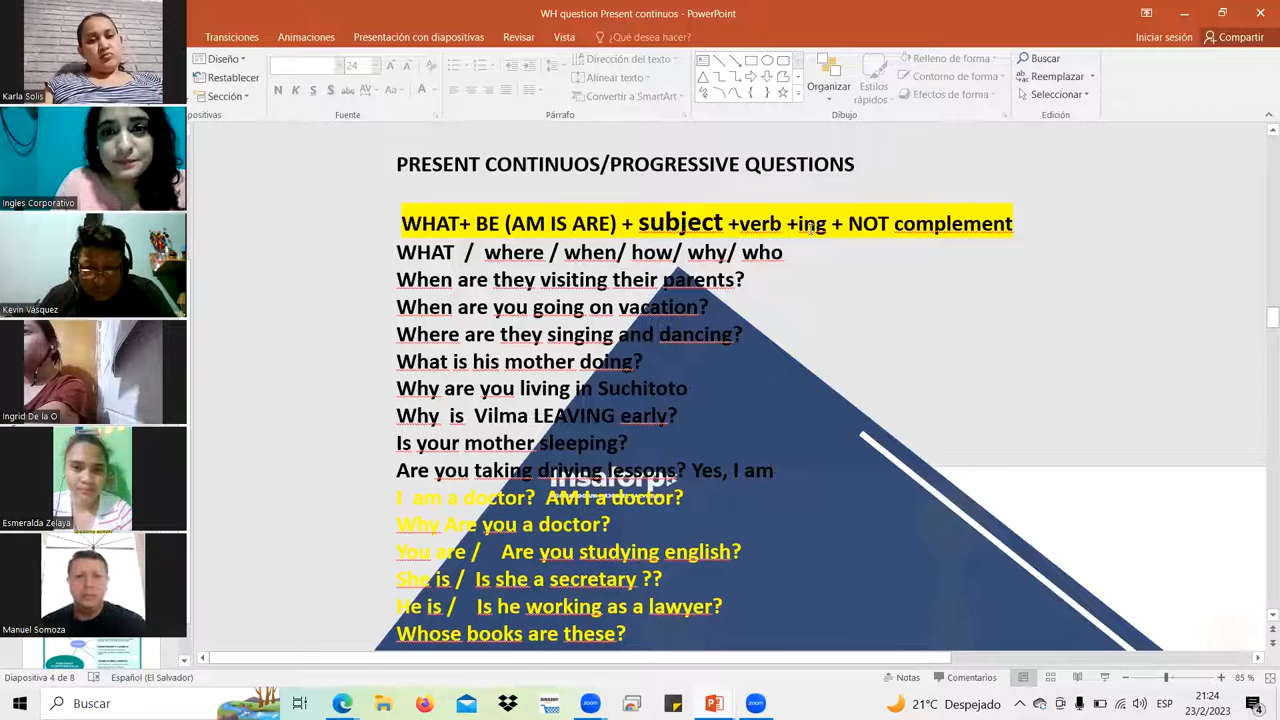 WH question Present continuos - PowerPoint
Transiciones Animaciones Presentación con diapositivas Revisar Vista ¿Qué desea hacer? Iniciar sesión Compartir
Diseño
Restablecer
Sección
24
N K S S
Aa
A
Dirección del texto
Alinear texto
Convertir a SmartArt
Organizar
Estilos
rápidos
Relleno de forma
Contorno de forma
Efectos de forma
Buscar
Reemplazar
Seleccionar
positivas Fuente Párrafo Dibujo Edición
Karla Solis
Ingles Corporativo
Kevin Vásquez
Ingrid De la O
Esmeralda Zelaya
Manuel Somoza
PRESENT CONTINUOS/PROGRESSIVE QUESTIONS
WHAT+ BE (AM IS ARE) + subject +verb +ing + NOT complement
WHAT / where / when/ how/ why/ who
When are they visiting their parents?
When are you going on vacation?
Where are they singing and dancing?
What is his mother doing?
Why are you living in Suchitoto
Why is Vilma LEAVING early?
Is your mother sleeping?
Are you taking driving lessons? Yes, I am
I am a doctor? AM I a doctor?
Why Are you a doctor?
You are / Are you studying english?
She is / Is she a secretary ??
He is / Is he working as a lawyer?
Whose books are these?
Diapositiva 4 de 8 Español (El Salvador) Notas Comentarios 85 %
Buscar
21°C Despejado
ESP
21:24
23/2/2023
4